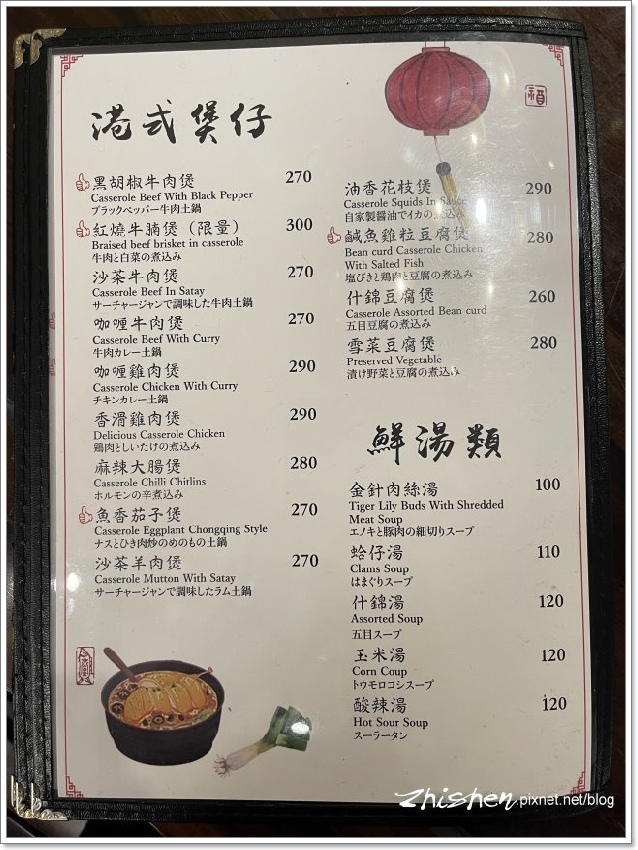 港式煲仔
黑胡椒牛肉煲 270
Casserole Beef With Black Pepper
ブラックペッパー牛肉土鍋
紅燒牛腩煲（限量） 300
Braised beef brisket in casserole
牛肉と白菜の煮込み
沙茶牛肉煲 270
Casserole Beef In Satay
サーチャージャンで調味した牛肉土鍋
咖喱牛肉煲 270
Casserole Beef With Curry
牛肉カレー土鍋
咖喱雞肉煲 290
Casserole Chicken With Curry
チキンカレー土鍋
香滑雞肉煲 290
Delicious Casserole Chicken
鶏肉としいたけの煮込み
麻辣大腸煲 280
Casserole Chilli Chitlins
ホルモンの辛煮込み
魚香茄子煲 270
Casserole Eggplant Chongqing Style
ナスとひき肉炒めのめのもの土鍋
沙茶羊肉煲 270
Casserole Mutton With Satay
サーチャージャンで調味したラム土鍋
福
油香花枝煲 290
Casserole Squids In Sauce
自家製醤油でイカの煮込み
鹹魚雞粒豆腐煲 280
Bean curd Casserole Chicken
With Salted Fish
塩びきと鶏肉と豆腐の煮込み
什錦豆腐煲 260
Casserole Assorted Bean curd
五目豆腐の煮込み
雪菜豆腐煲 280
Preserved Vegetable
漬け野菜と豆腐の煮込み
鮮湯類
金針肉絲湯 100
Tiger Lily Buds With Shredded
Meat Soup
エノキと豚肉の細切りスープ
蛤仔湯 110
Clams Soup
はまぐりスープ
什錦湯 120
Assorted Soup
五目スープ
玉米湯 120
Corn Coup
トウモロコシスープ
酸辣湯 120
Hot Sour Soup
スーラータン
zhishen.pixnet.net/blog